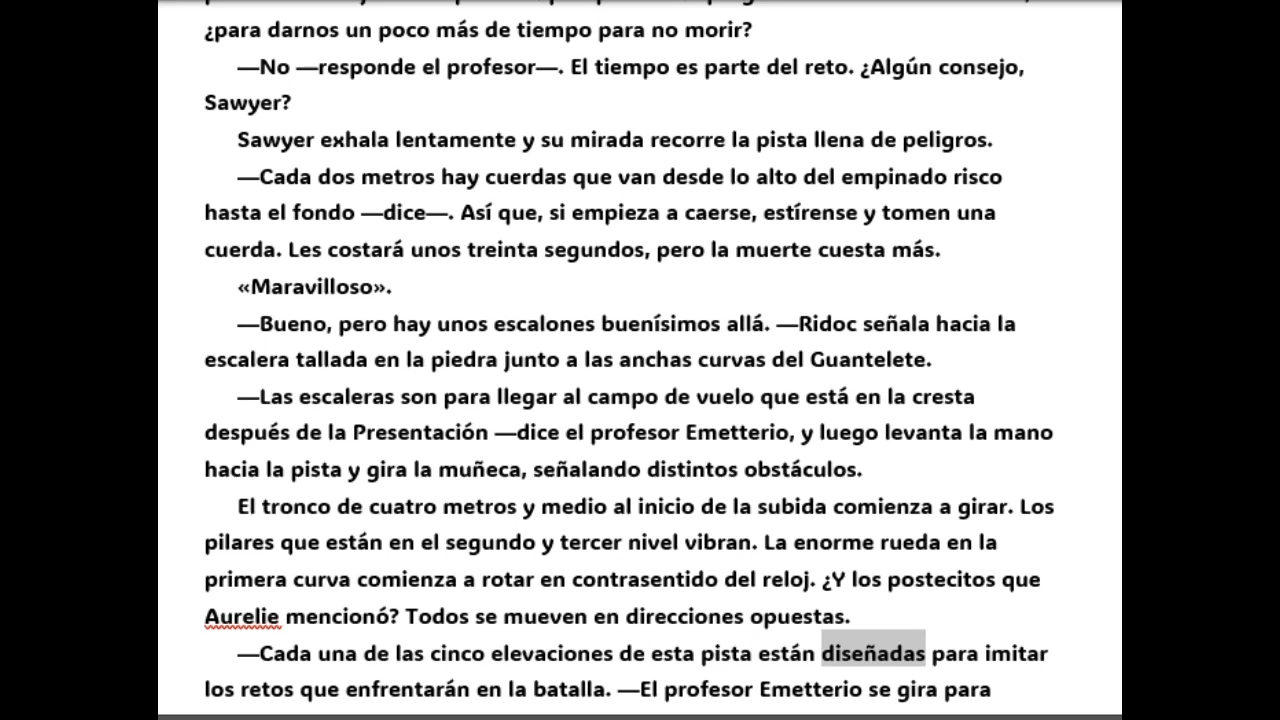 ¿para darnos un poco más de tiempo para no morir?
—No —responde el profesor—. El tiempo es parte del reto. ¿Algún consejo,
Sawyer?
Sawyer exhala lentamente y su mirada recorre la pista llena de peligros.
—Cada dos metros hay cuerdas que van desde lo alto del empinado risco
hasta el fondo —dice—. Así que, si empieza a caerse, estírense y tomen una
cuerda. Les costará unos treinta segundos, pero la muerte cuesta más.
«Maravilloso».
—Bueno, pero hay unos escalones buenísimos allá. —Ridoc señala hacia la
escalera tallada en la piedra junto a las anchas curvas del Guantelete.
—Las escaleras son para llegar al campo de vuelo que está en la cresta
después de la Presentación —dice el profesor Emetterio, y luego levanta la mano
hacia la pista y gira la muñeca, señalando distintos obstáculos.
El tronco de cuatro metros y medio al inicio de la subida comienza a girar. Los
pilares que están en el segundo y tercer nivel vibran. La enorme rueda en la
primera curva comienza a rotar en contrasentido del reloj. ¿Y los postecitos que
Aurelie mencionó? Todos se mueven en direcciones opuestas.
—Cada una de las cinco elevaciones de esta pista están diseñadas para imitar
los retos que enfrentarán en la batalla. —El profesor Emetterio se gira para